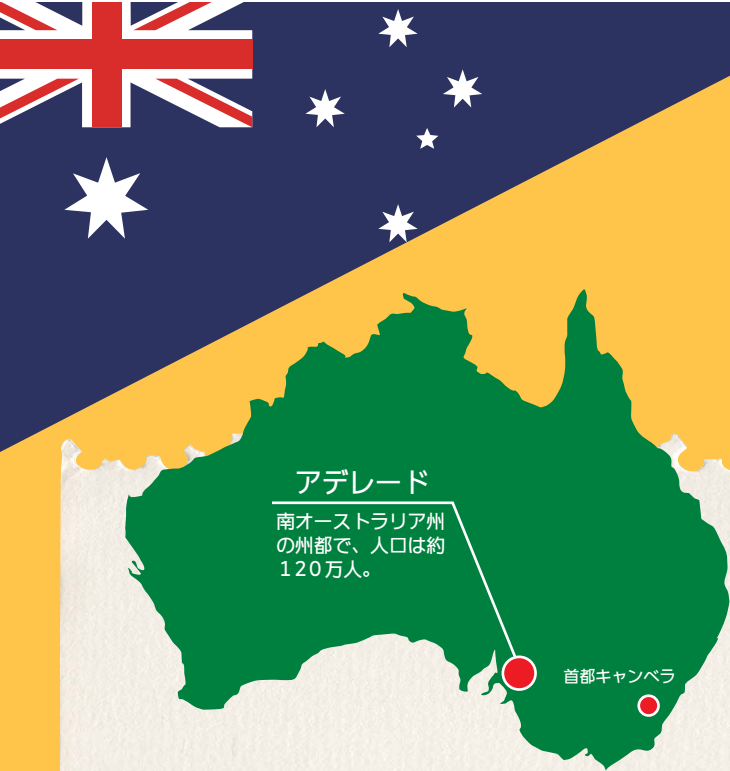 アデレード
南オーストラリア州
の州都で、人口は約
120万人。
首都キャンベラ